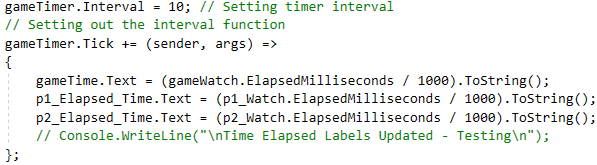 gameTimer.Interval = 10; // Setting timer interval
// Setting out the interval function
gameTimer.Tick += (sender, args) =>
{
    gameTime.Text = (gameWatch.ElapsedMilliseconds / 1000).ToString();
    p1_Elapsed_Time.Text = (p1_Watch.ElapsedMilliseconds / 1000).ToString();
    p2_Elapsed_Time.Text = (p2_Watch.ElapsedMilliseconds / 1000).ToString();
    // Console.WriteLine("\nTime Elapsed Labels Updated - Testing\n");
};